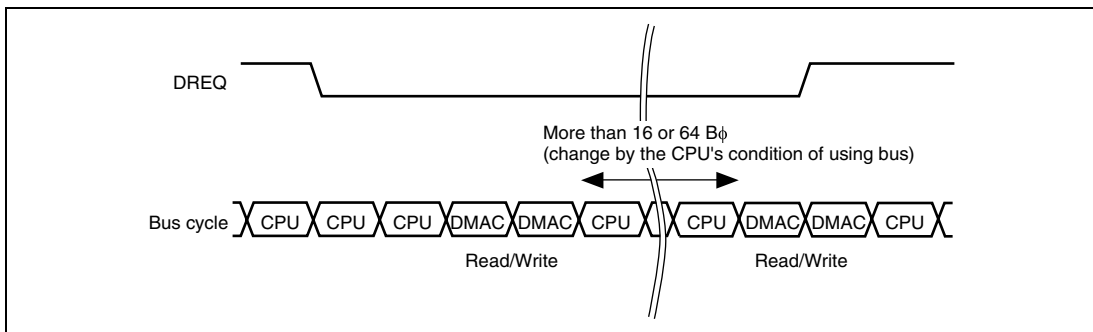 DREQ
More than 16 or 64 Bϕ
(change by the CPU's condition of using bus)
Bus cycle CPU CPU CPU DMAC DMAC CPU CPU DMAC DMAC CPU
Read/Write Read/Write